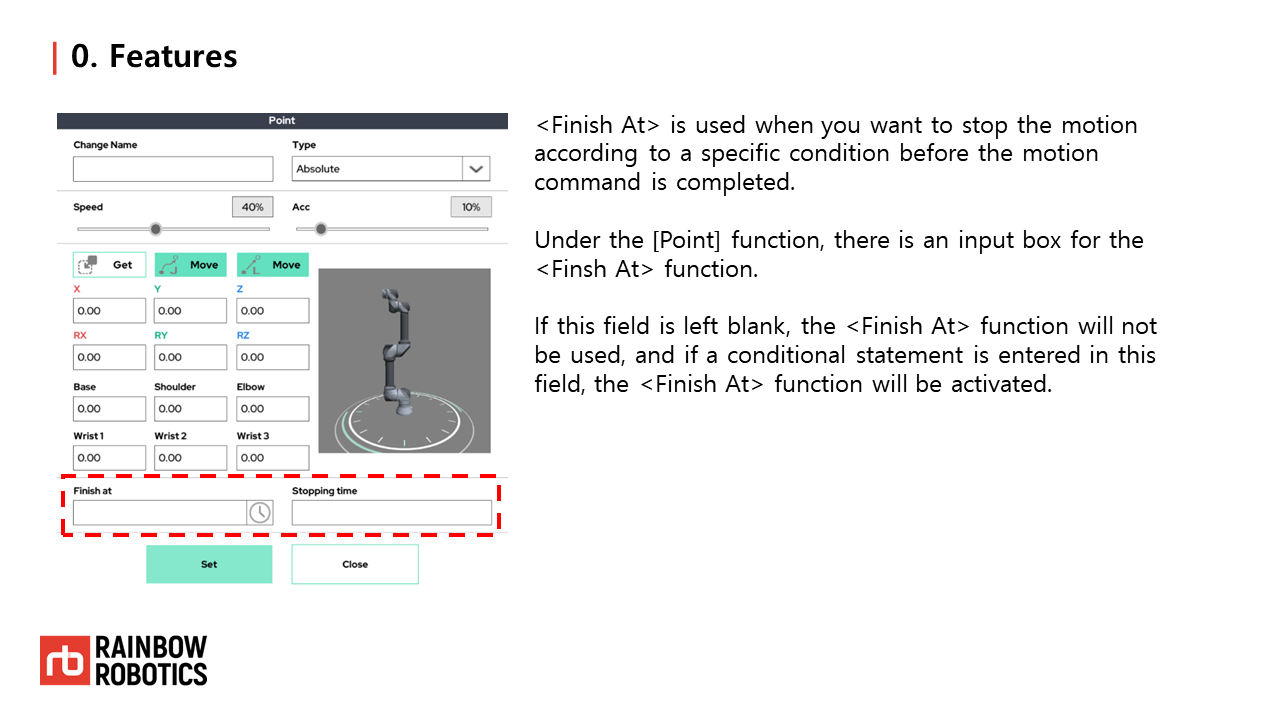 0. Features
Point
Change Name
Type
Absolute
Speed
40%
Acc
10%
Get
Move
Move
X
Y
Z
0.00
0.00
0.00
RX
RY
RZ
0.00
0.00
0.00
Base
Shoulder
Elbow
0.00
0.00
0.00
Wrist 1
Wrist 2
Wrist 3
0.00
0.00
0.00
Finish at
Stopping time
Set
Close
<Finish At> is used when you want to stop the motion
according to a specific condition before the motion
command is completed.
Under the [Point] function, there is an input box for the
<Finsh At> function.
If this field is left blank, the <Finish At> function will not
be used, and if a conditional statement is entered in this
field, the <Finish At> function will be activated.
rb
RAINBOW
ROBOTICS